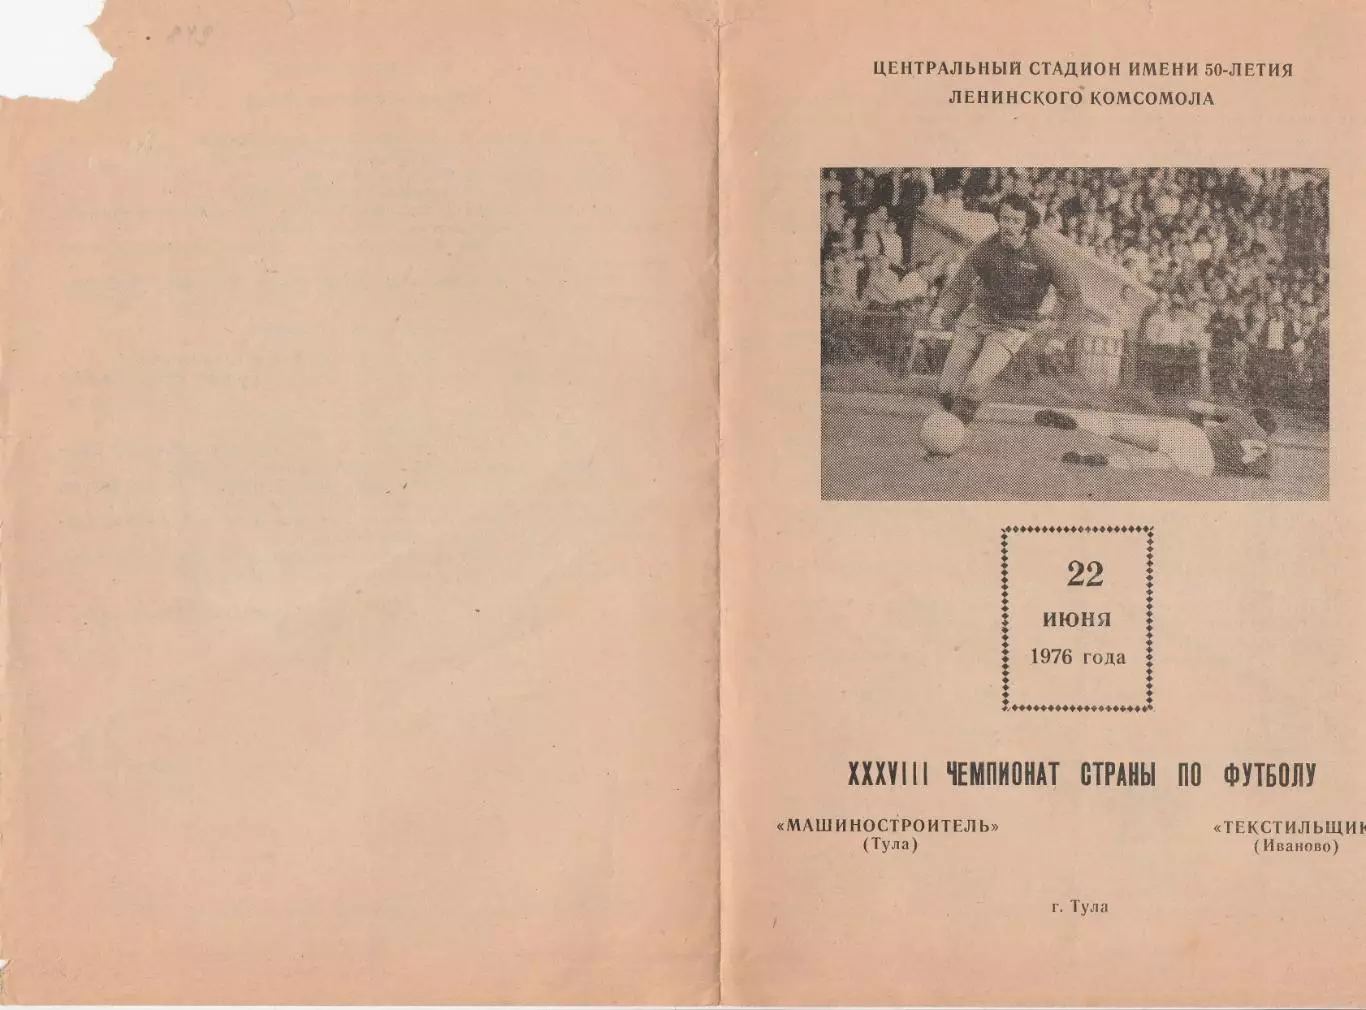 ЦЕНТРАЛЬНЫЙ СТАДИОН ИМЕНИ 50-ЛЕТИЯ
ЛЕНИНСКОГО КОМСОМОЛА
22
ИЮНЯ
1976 года
XXXVIII ЧЕМПИОНАТ СТРАНЫ ПО ФУТБОЛУ
«МАШИНОСТРОИТЕЛЬ» «ТЕКСТИЛЬЩИК
(Тула) (Иваново)
г. Тула